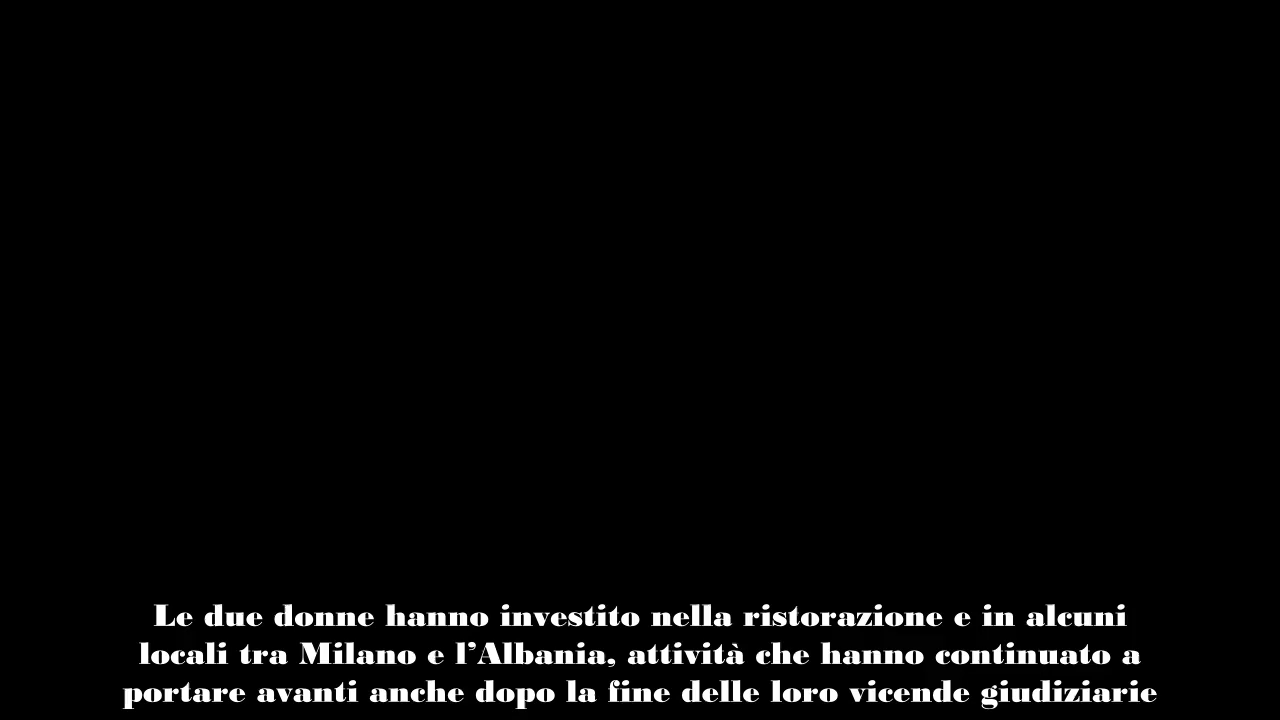 Le due donne hanno investito nella ristorazione e in alcuni
locali tra Milano e l’Albania, attività che hanno continuato a
portare avanti anche dopo la fine delle loro vicende giudiziarie